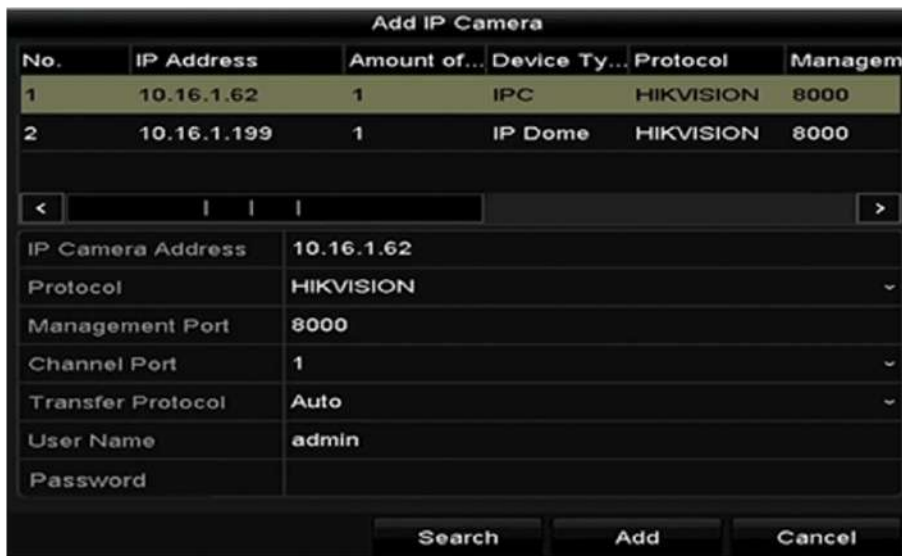 Add IP Camera
No. IP Address Amount of... Device Ty... Protocol Managem
1 10.16.1.62 1 IPC HIKVISION 8000
2 10.16.1.199 1 IP Dome HIKVISION 8000
IP Camera Address 10.16.1.62
Protocol HIKVISION
Management Port 8000
Channel Port 1
Transfer Protocol Auto
User Name admin
Password
Search Add Cancel